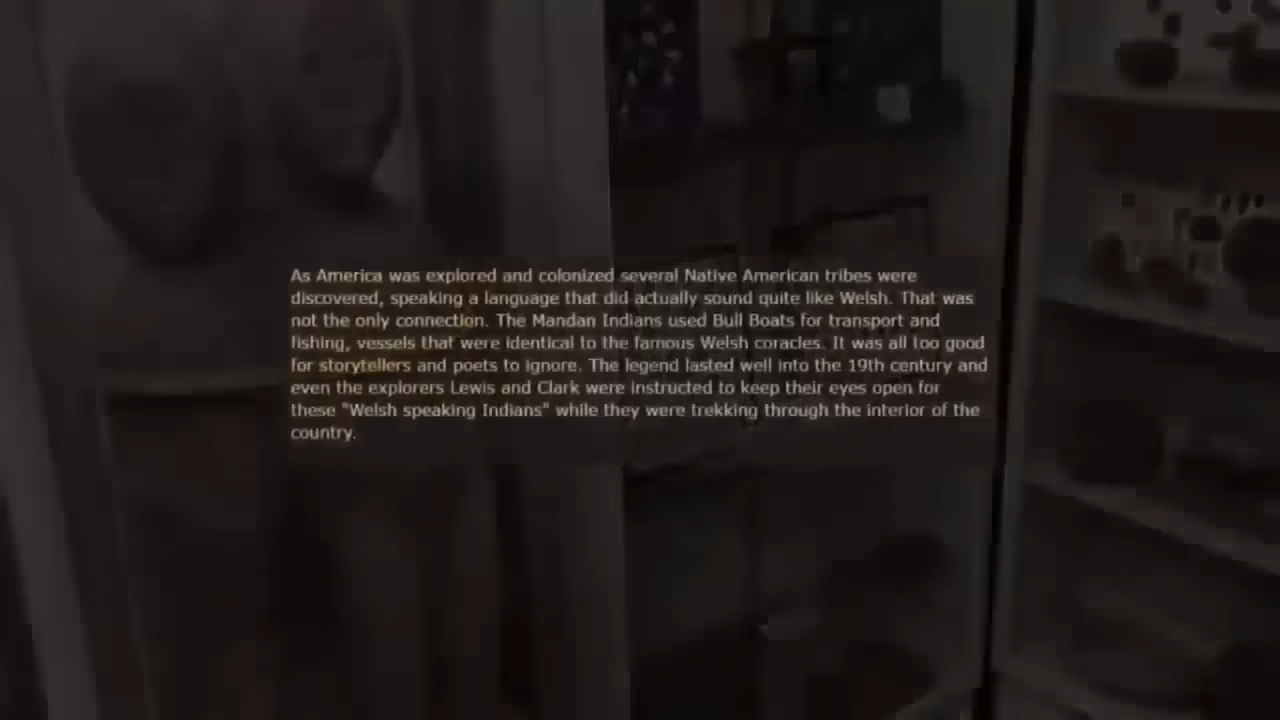 As America was explored and colonized several Native American tribes were
discovered, speaking a language that did actually sound quite like Welsh. That was
not the only connection. The Mandan Indians used Bull Boats for transport and
fishing, vessels that were identical to the famous Welsh coracles. It was all too good
for storytellers and poets to ignore. The legend lasted well into the 19th century and
even the explorers Lewis and Clark were instructed to keep their eyes open for
these "Welsh speaking Indians" while they were trekking through the interior of the
country.